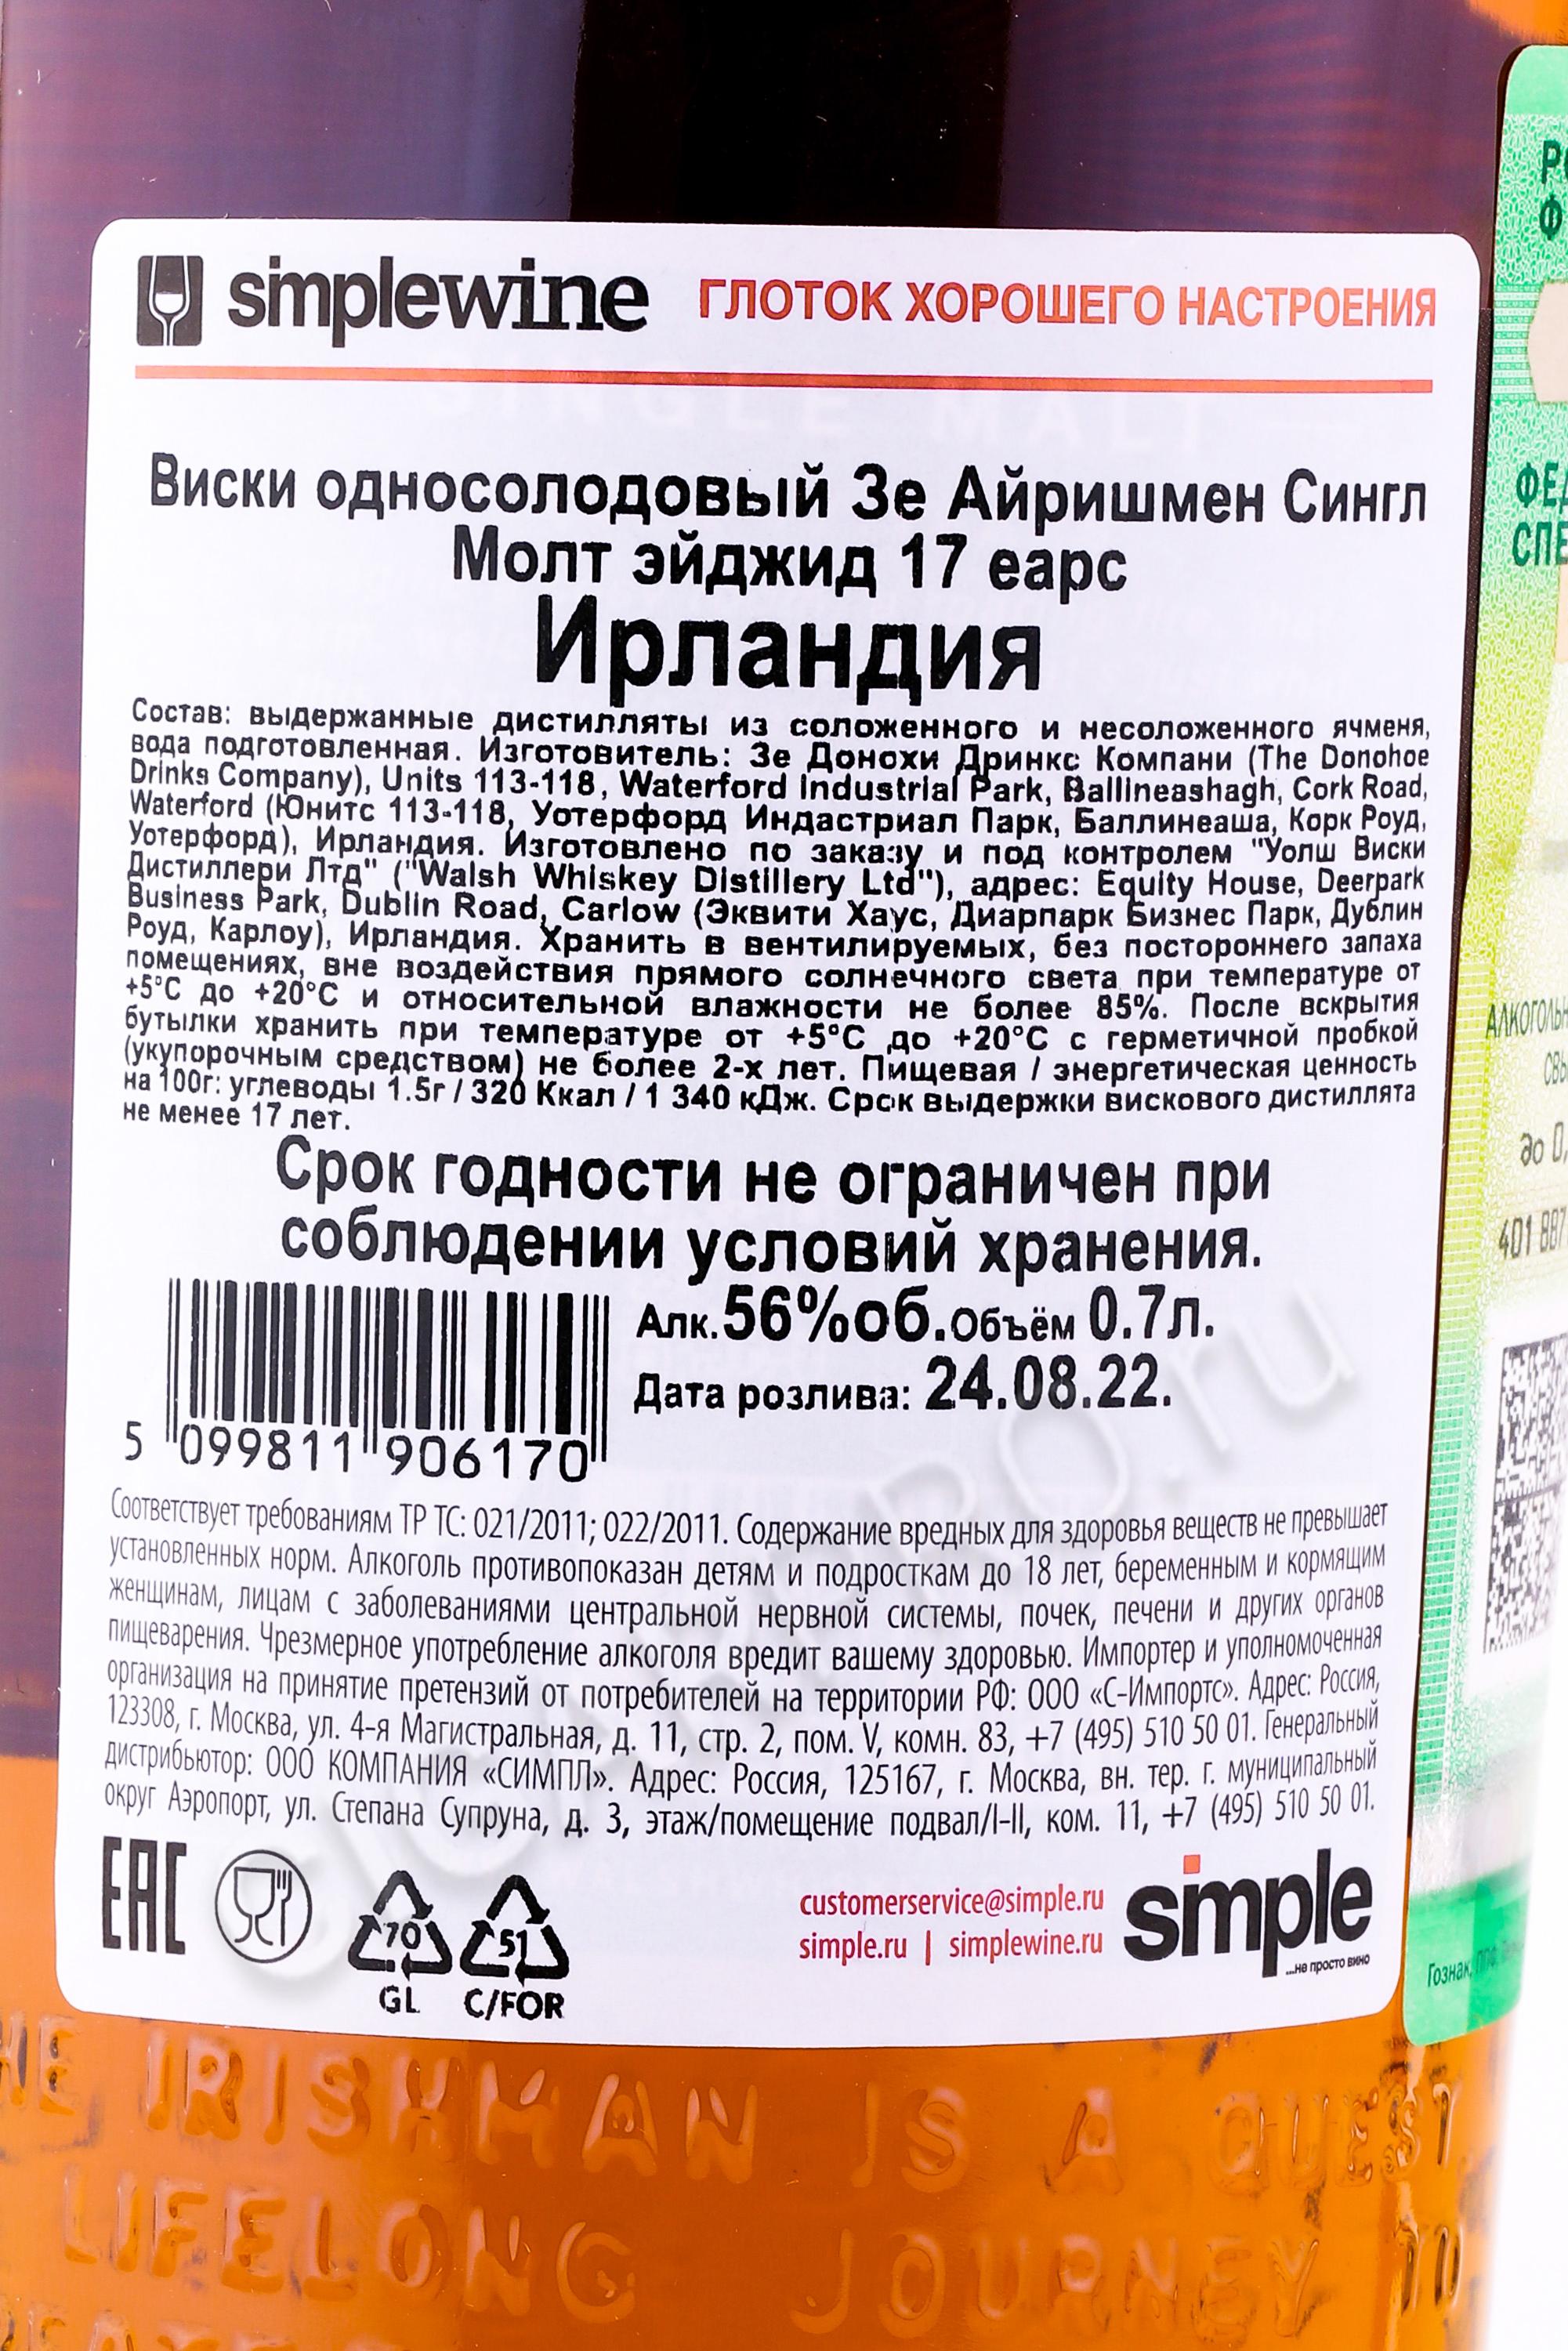 simplewine ГЛОТОК ХОРОШЕГО НАСТРОЕНИЯ
Виски односолодовый Зе Айришмен Сингл
Молт эйджид 17 еарс
Ирландия
Состав: выдержанные дистилляты из соложенного и несоложенного ячменя,
вода подготовленная. Изготовитель: Зе Донохи Дринкс Компани (The Donohoe
Drinks Company), Units 113-118, Waterford Industrial Park, Ballineashagh, Cork Road,
Waterford (Юнитс 113-118, Уотерфорд Индастриал Парк, Баллинеаша, Корк Роуд,
Уотерфорд), Ирландия. Изготовлено по заказу и под контролем "Уолш Виски
Дистиллери Лтд" ("Walsh Whiskey Distillery Ltd"), адрес: Equity House, Deerpark
Business Park, Dublin Road, Carlow (Эквити Хаус, Диарпарк Бизнес Парк, Дублин
Роуд, Карлоу), Ирландия. Хранить в вентилируемых, без постороннего запаха
помещениях, вне воздействия прямого солнечного света при температуре от
+5°C до +20°C и относительной влажности не более 85%. После вскрытия
бутылки хранить при температуре от +5°C до +20°C с герметичной пробкой
(укупорочным средством) не более 2-х лет. Пищевая / энергетическая ценность
на 100г: углеводы 1.5г / 320 Ккал / 1 340 кДж. Срок выдержки вискового дистиллята
не менее 17 лет.
Срок годности не ограничен при
соблюдении условий хранения.
Алк.56%об.Объём 0.7л.
Дата розлива: 24.08.22.
5 099811 906170
Соответствует требованиям ТР ТС: 021/2011; 022/2011. Содержание вредных для здоровья веществ не превышает
установленных норм. Алкоголь противопоказан детям и подросткам до 18 лет, беременным и кормящим
женщинам, лицам с заболеваниями центральной нервной системы, почек, печени и других органов
пищеварения. Чрезмерное употребление алкоголя вредит вашему здоровью. Импортер и уполномоченная
организация на принятие претензий от потребителей на территории РФ: ООО «С-Импортс». Адрес: Россия,
123308, г. Москва, ул. 4-я Магистральная, д. 11, стр. 2, пом. V, комн. 83, +7 (495) 510 50 01. Генеральный
дистрибьютор: ООО КОМПАНИЯ «СИМПЛ». Адрес: Россия, 125167, г. Москва, вн. тер. г. муниципальный
округ Аэропорт, ул. Степана Супруна, д. 3, этаж/помещение подвал/I-II, ком. 11, +7 (495) 510 50 01.
EAC
70
GL
51
C/FOR
customerservice@simple.ru
simple.ru | simplewine.ru
simple
...не просто вино
IRISHMAN IS A QUEST
LIFELONG JOURNEY TO
до 0,
401 887
Гознак
CIGARPRO.ru